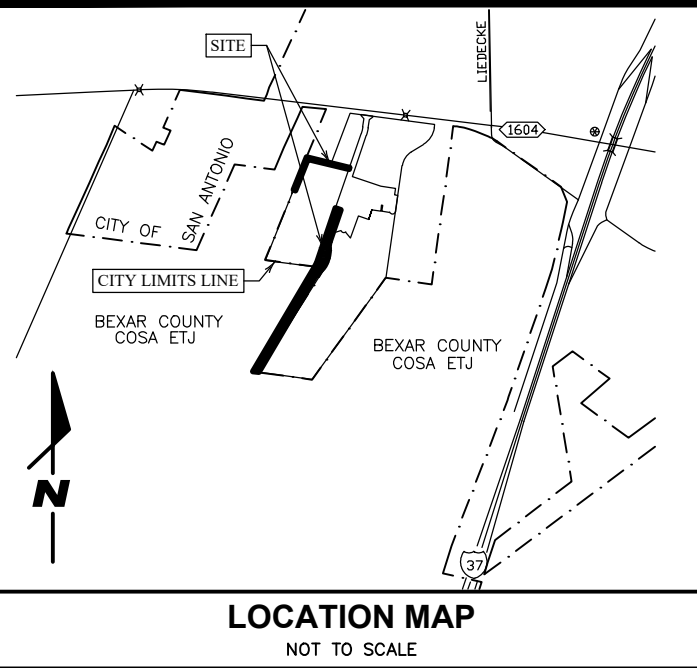 SITE
LIEDECKE
1604
CITY OF
SAN ANTONIO
CITY LIMITS LINE
BEXAR COUNTY
COSA ETJ
BEXAR COUNTY
COSA ETJ
N
37
LOCATION MAP
NOT TO SCALE